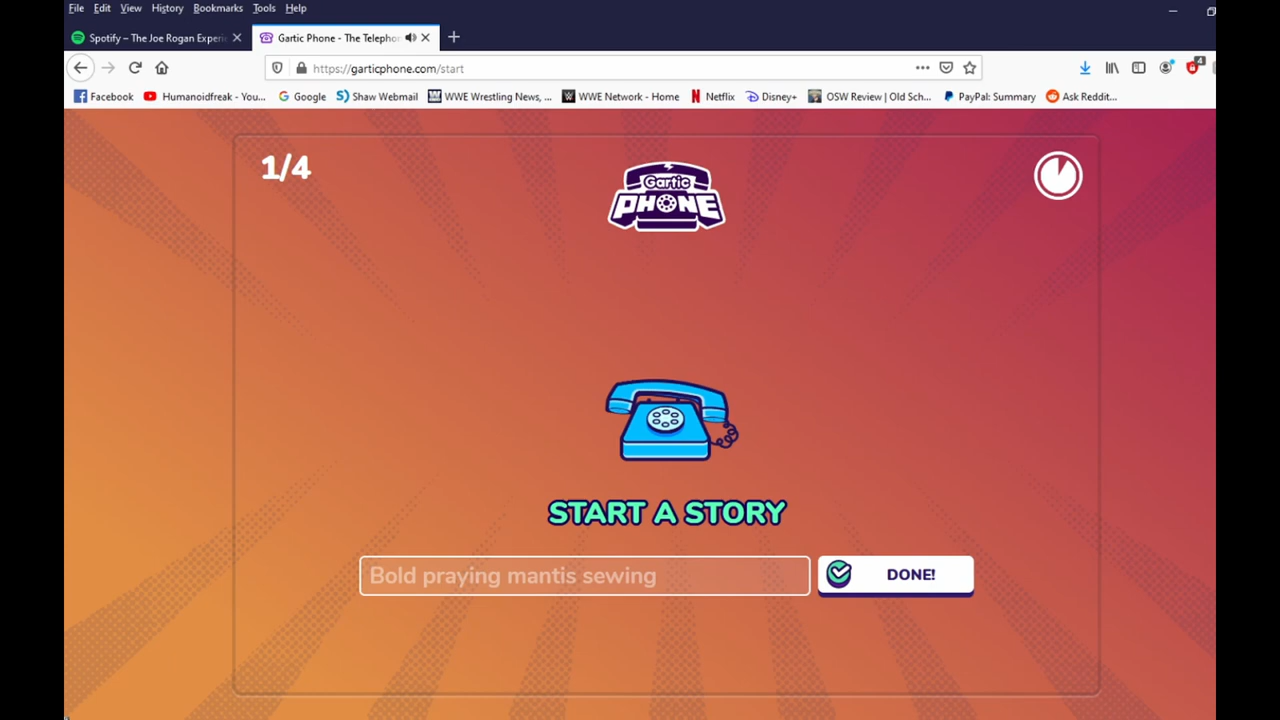 File Edit View History Bookmarks Tools Help
Spotify – The Joe Rogan Experi
Gartic Phone - The Telephon
https://garticphone.com/start
4
Facebook
Humanoidfreak - You...
Google
Shaw Webmail
WWE Wrestling News, ...
WWE Network - Home
Netflix
Disney+
OSW Review | Old Sch...
PayPal: Summary
Ask Reddit...
1/4
Gartic
PHONE
START A STORY
Bold praying mantis sewing
DONE!